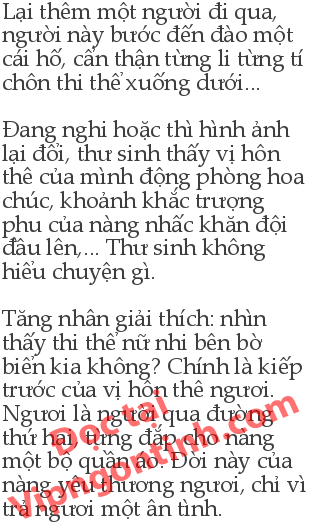 Lại thêm một người đi qua,
người này bước đến đào một
cái hố, cẩn thận từng li từng tí
chôn thi thể xuống dưới...
Đang nghi hoặc thì hình ảnh
lại đổi, thư sinh thấy vị hôn
thê của mình động phòng hoa
chúc, khoảnh khắc trượng
phu của nàng nhấc khăn đội
đầu lên,... Thư sinh không
hiểu chuyện gì.
Tăng nhân giải thích: nhìn
thấy thi thể nữ nhi bên bờ
biển kia không? Chính là kiếp
trước của vị hôn thê ngươi.
Ngươi là người qua đường
thứ hai, từng đắp cho nàng
một bộ quần áo. Đời này của
nàng yêu thương ngươi, chỉ vì
trả ngươi một ân tình.
Đọc tại
Vipngontinh.com